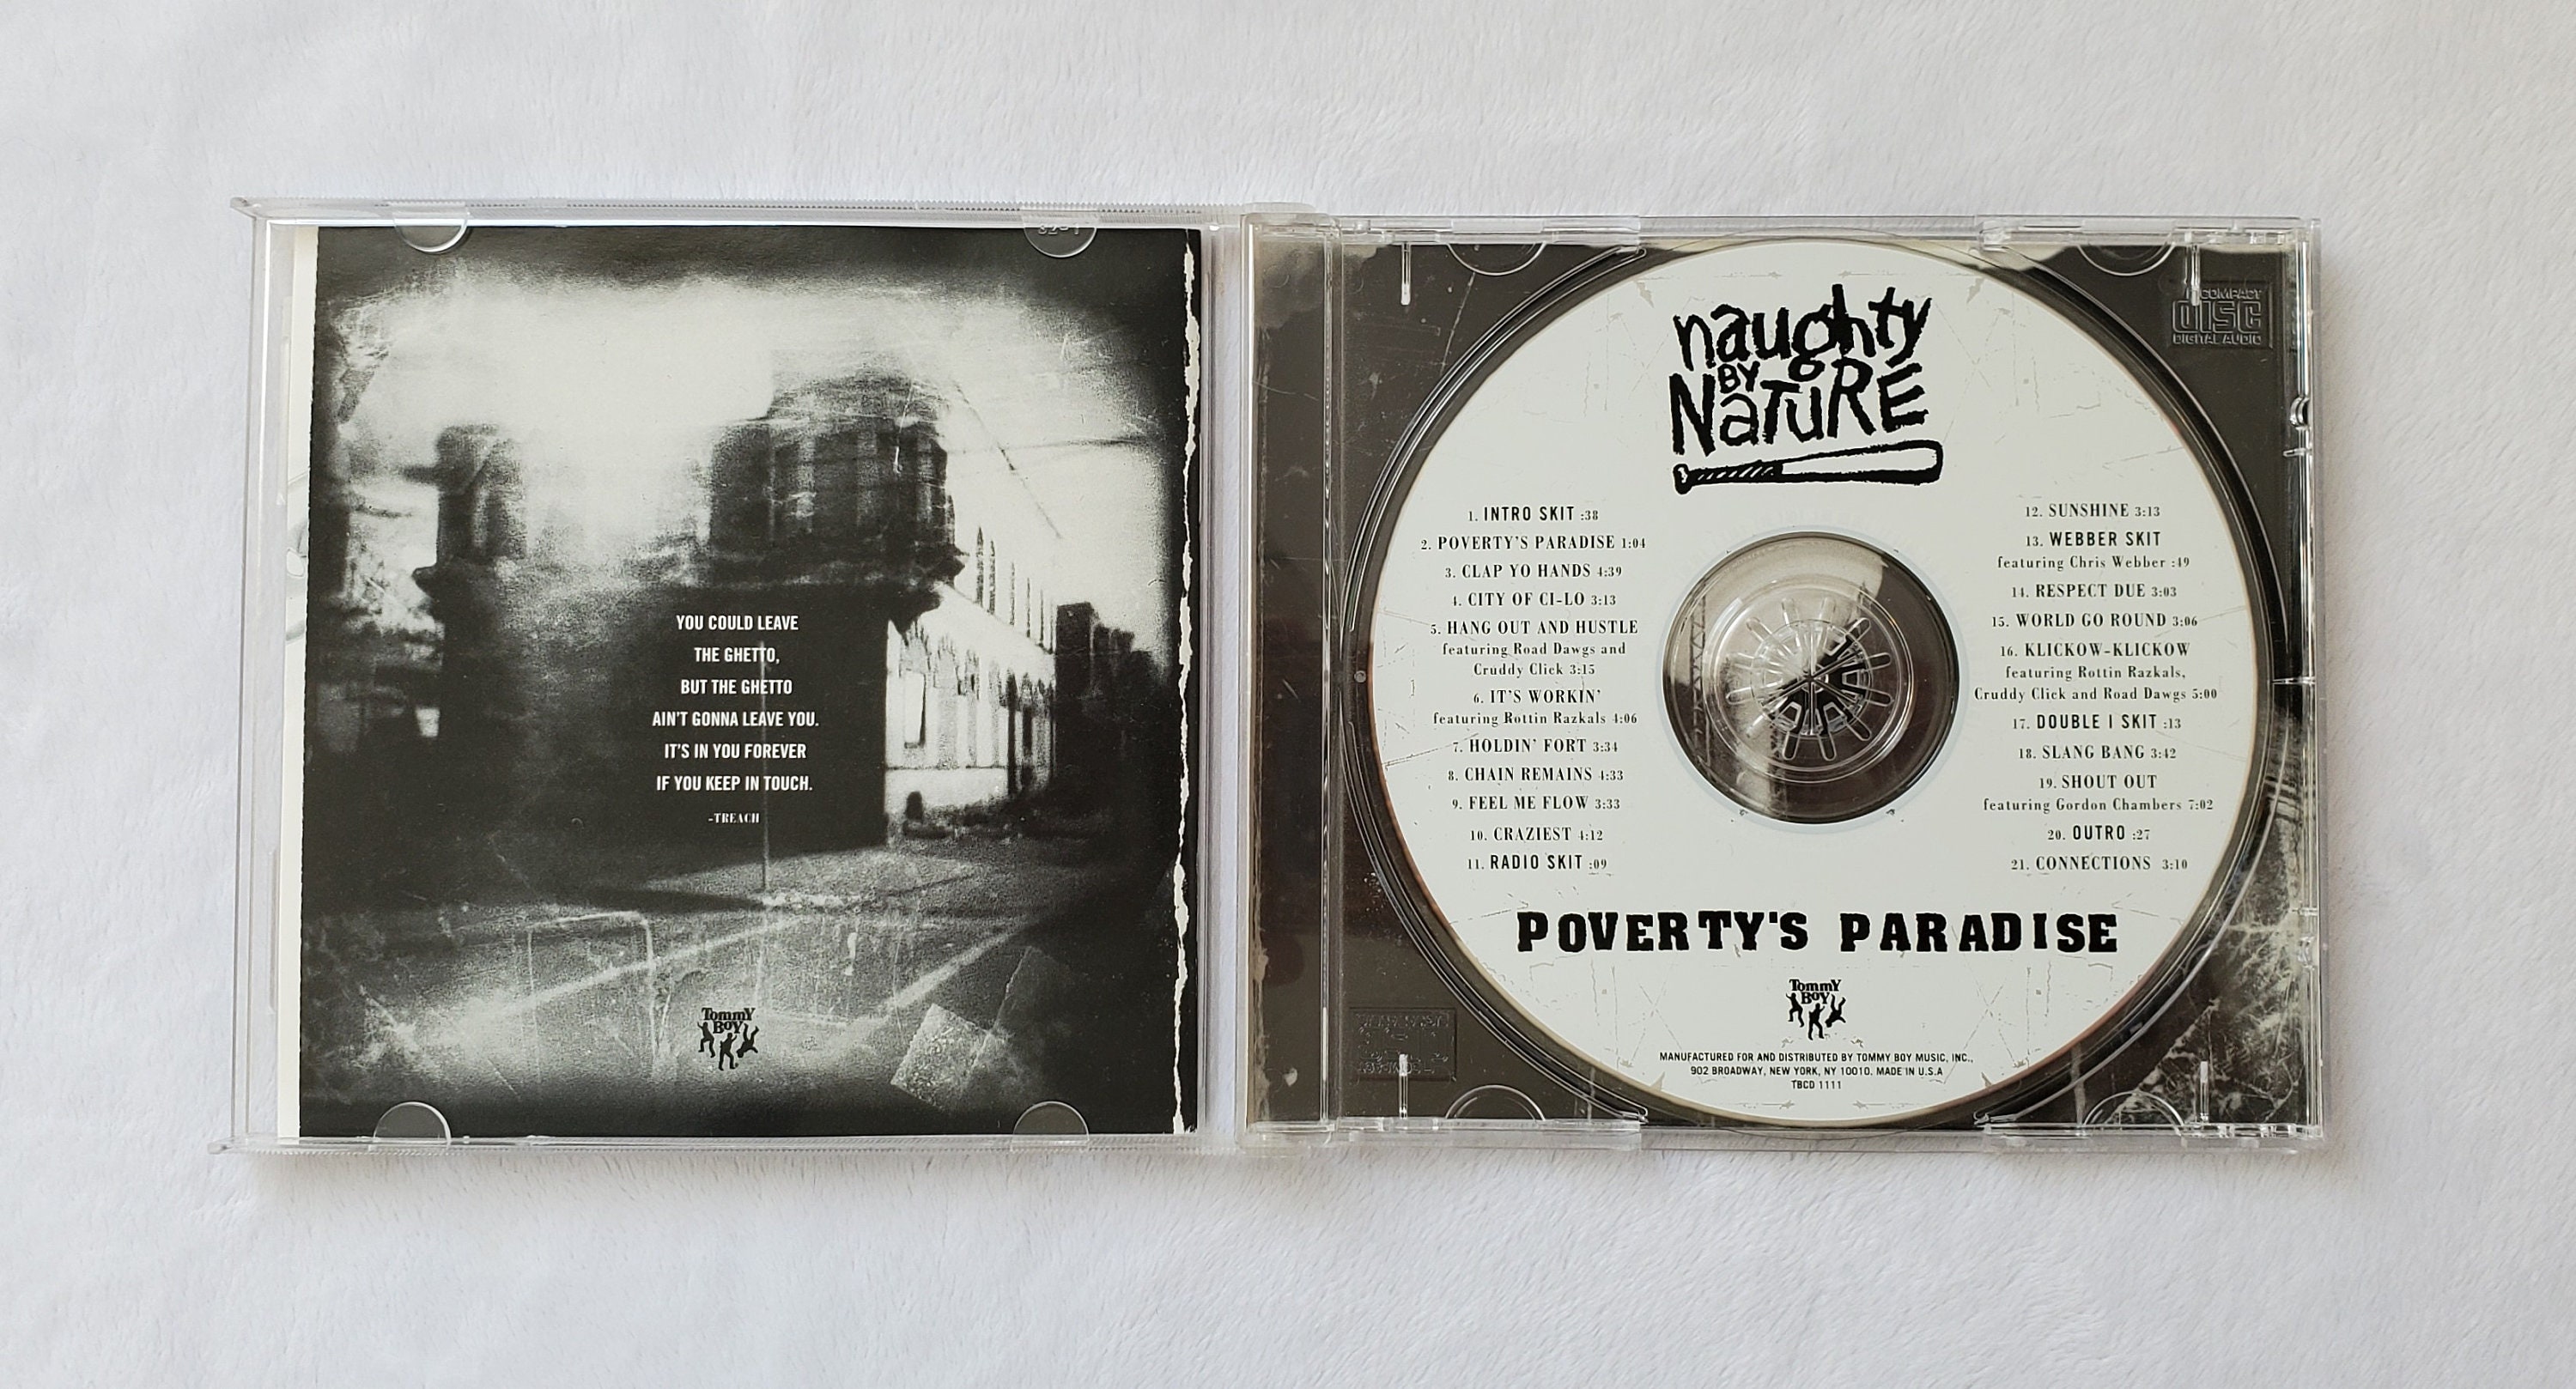 YOU COULD LEAVE
THE GHETTO,
BUT THE GHETTO
AIN'T GONNA LEAVE YOU.
IT'S IN YOU FOREVER
IF YOU KEEP IN TOUCH.
-TREACH
Tommy
Boy
naughty
BY
NaTuRE
1. INTRO SKIT :38
2. POVERTY'S PARADISE 1:04
3. CLAP YO HANDS 4:39
4. CITY OF CI-LO 3:13
5. HANG OUT AND HUSTLE
featuring Road Dawgs and
Cruddy Click 3:15
6. IT'S WORKIN'
featuring Rottin Razkals 4:06
7. HOLDIN' FORT 3:34
8. CHAIN REMAINS 4:33
9. FEEL ME FLOW 3:33
10. CRAZIEST 4:12
11. RADIO SKIT :09
12. SUNSHINE 3:13
13. WEBBER SKIT
featuring Chris Webber :49
14. RESPECT DUE 3:03
15. WORLD GO ROUND 3:06
16. KLICKOW-KLICKOW
featuring Rottin Razkals,
Cruddy Click and Road Dawgs 5:00
17. DOUBLE I SKIT :13
18. SLANG BANG 3:42
19. SHOUT OUT
featuring Gordon Chambers 7:02
20. OUTRO :27
21. CONNECTIONS 3:10
POVERTY'S PARADISE
Tommy
Boy
MANUFACTURED FOR AND DISTRIBUTED BY TOMMY BOY MUSIC, INC.,
902 BROADWAY, NEW YORK, NY 10010. MADE IN U.S.A
TBCD 1111
COMPACT
disc
DIGITAL AUDIO